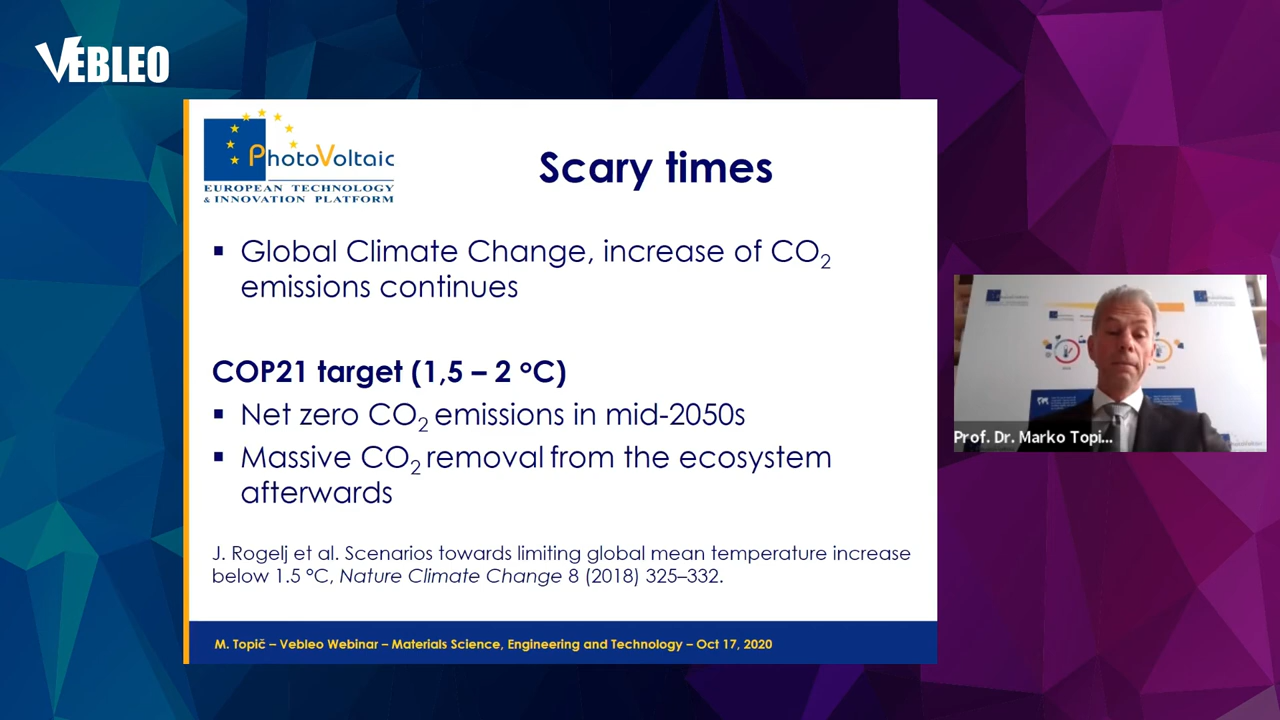 VEBLEO
PhotoVoltaic
EUROPEAN TECHNOLOGY
& INNOVATION PLATFORM
Scary times
▪ Global Climate Change, increase of CO₂
emissions continues
COP21 target (1,5 – 2 °C)
▪ Net zero CO₂ emissions in mid-2050s
▪ Massive CO₂ removal from the ecosystem
afterwards
J. Rogelj et al. Scenarios towards limiting global mean temperature increase
below 1.5 °C, Nature Climate Change 8 (2018) 325–332.
M. Topič – Vebleo Webinar – Materials Science, Engineering and Technology – Oct 17, 2020
Prof. Dr. Marko Topi...